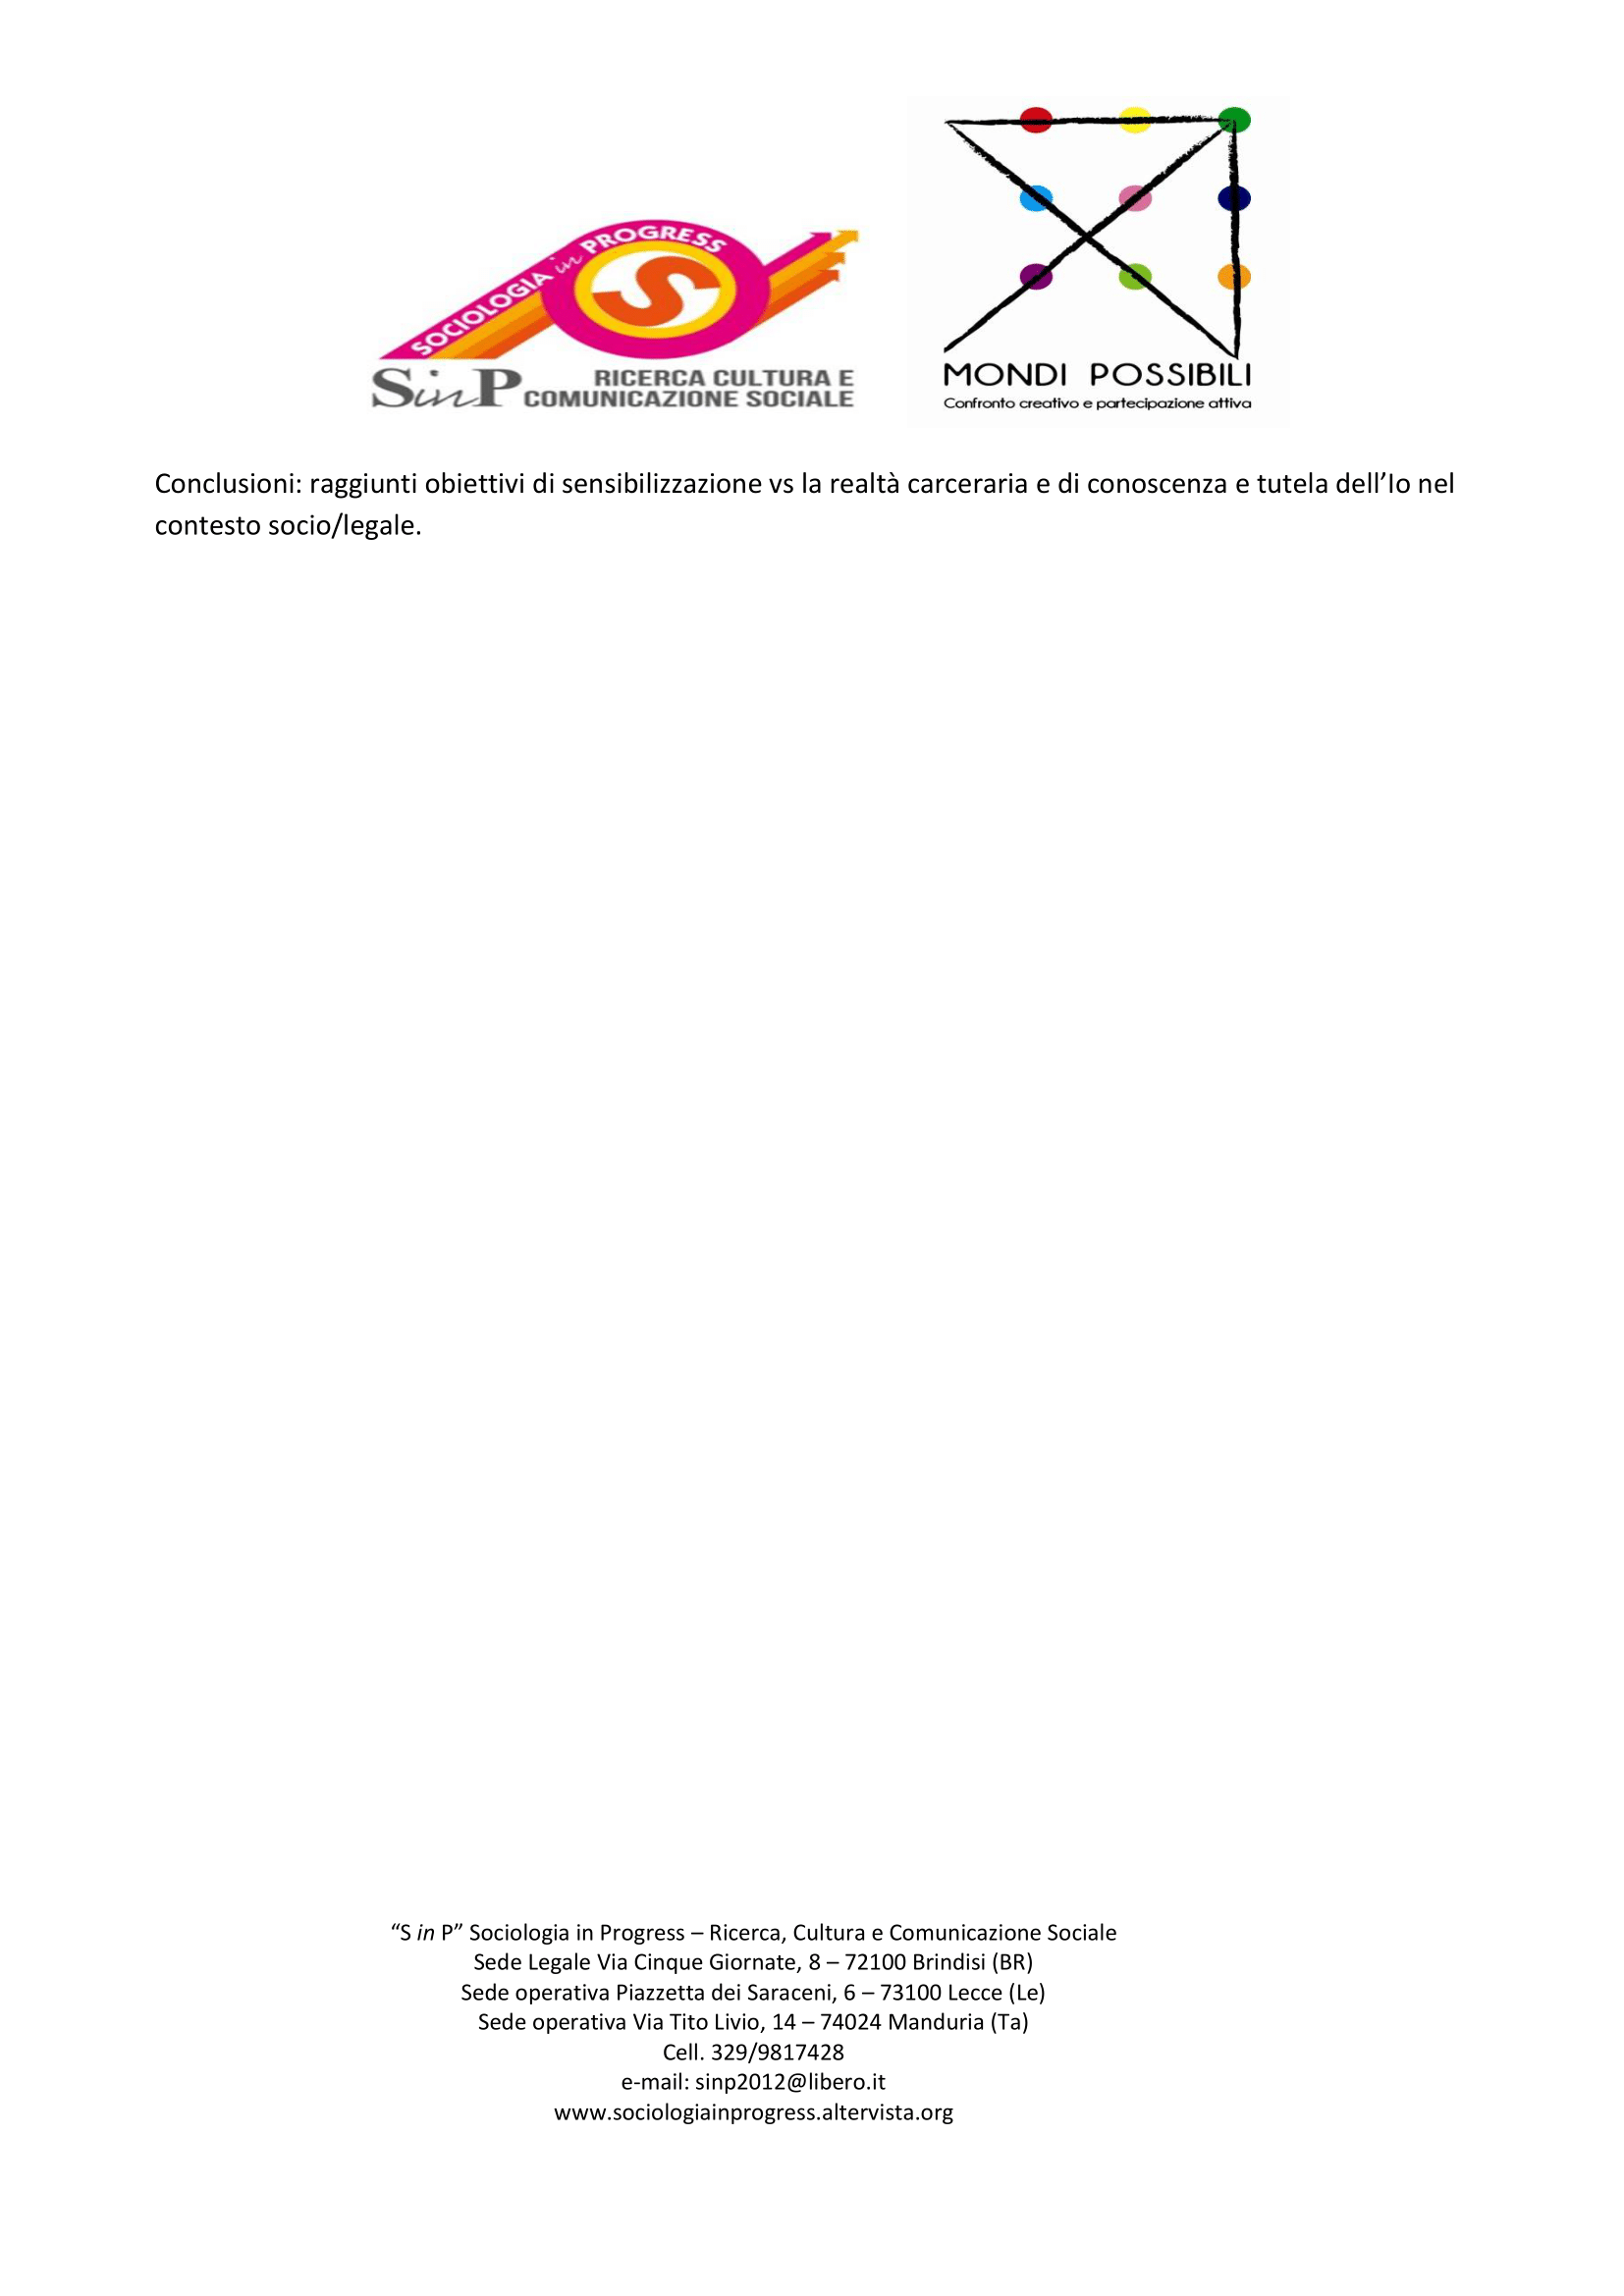 SOCIOLOGIA in PROGRESS
S
SinP
RICERCA CULTURA E
COMUNICAZIONE SOCIALE
MONDI POSSIBILI
Confronto creativo e partecipazione attiva
Conclusioni: raggiunti obiettivi di sensibilizzazione vs la realtà carceraria e di conoscenza e tutela dell’Io nel
contesto socio/legale.
“S in P” Sociologia in Progress – Ricerca, Cultura e Comunicazione Sociale
Sede Legale Via Cinque Giornate, 8 – 72100 Brindisi (BR)
Sede operativa Piazzetta dei Saraceni, 6 – 73100 Lecce (Le)
Sede operativa Via Tito Livio, 14 – 74024 Manduria (Ta)
Cell. 329/9817428
e-mail: sinp2012@libero.it
www.sociologiainprogress.altervista.org